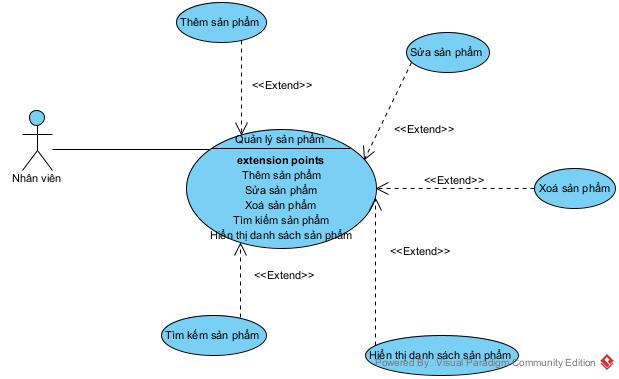 Thêm sản phẩm
Sửa sản phẩm
<<Extend>>
<<Extend>>
Quản lý sản phẩm
extension points
Thêm sản phẩm
Sửa sản phẩm
Xoá sản phẩm
Tìm kiếm sản phẩm
Hiển thị danh sách sản phẩm
Nhân viên
<<Extend>>
Xoá sản phẩm
<<Extend>>
<<Extend>>
Tìm kếm sản phẩm
Hiển thị danh sách sản phẩm
Powered By Visual Paradigm Community Edition